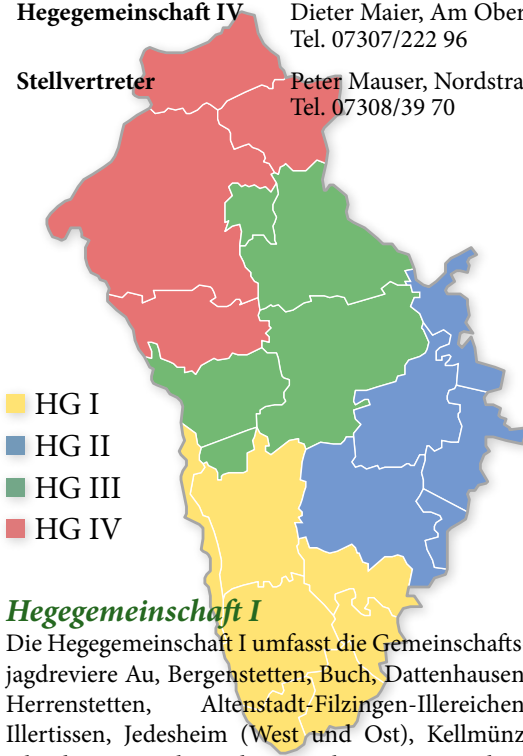 Hegegemeinschaft IV Dieter Maier, Am Ober
Tel. 07307/222 96
Stellvertreter Peter Mauser, Nordstra
Tel. 07308/39 70
HG I
HG II
HG III
HG IV
Hegegemeinschaft I
Die Hegegemeinschaft I umfasst die Gemeinschafts
jagdreviere Au, Bergenstetten, Buch, Dattenhausen
Herrenstetten, Altenstadt-Filzingen-Illereichen
Illertissen, Jedesheim (West und Ost), Kellmünz